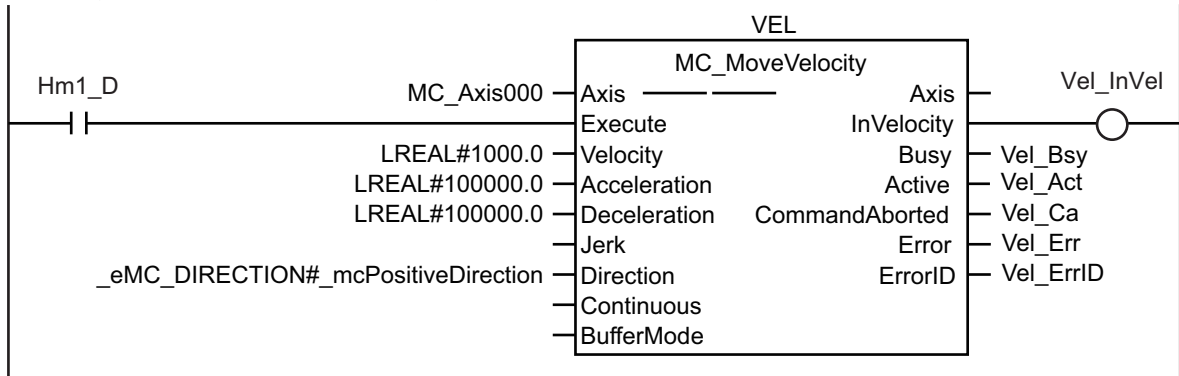 VEL
MC_MoveVelocity
Hm1_D
Vel_InVel
MC_Axis000 Axis Axis
Execute InVelocity
LREAL#1000.0 Velocity Busy Vel_Bsy
LREAL#100000.0 Acceleration Active Vel_Act
LREAL#100000.0 Deceleration CommandAborted Vel_Ca
Jerk Error Vel_Err
_eMC_DIRECTION#_mcPositiveDirection Direction ErrorID Vel_ErrID
Continuous
BufferMode